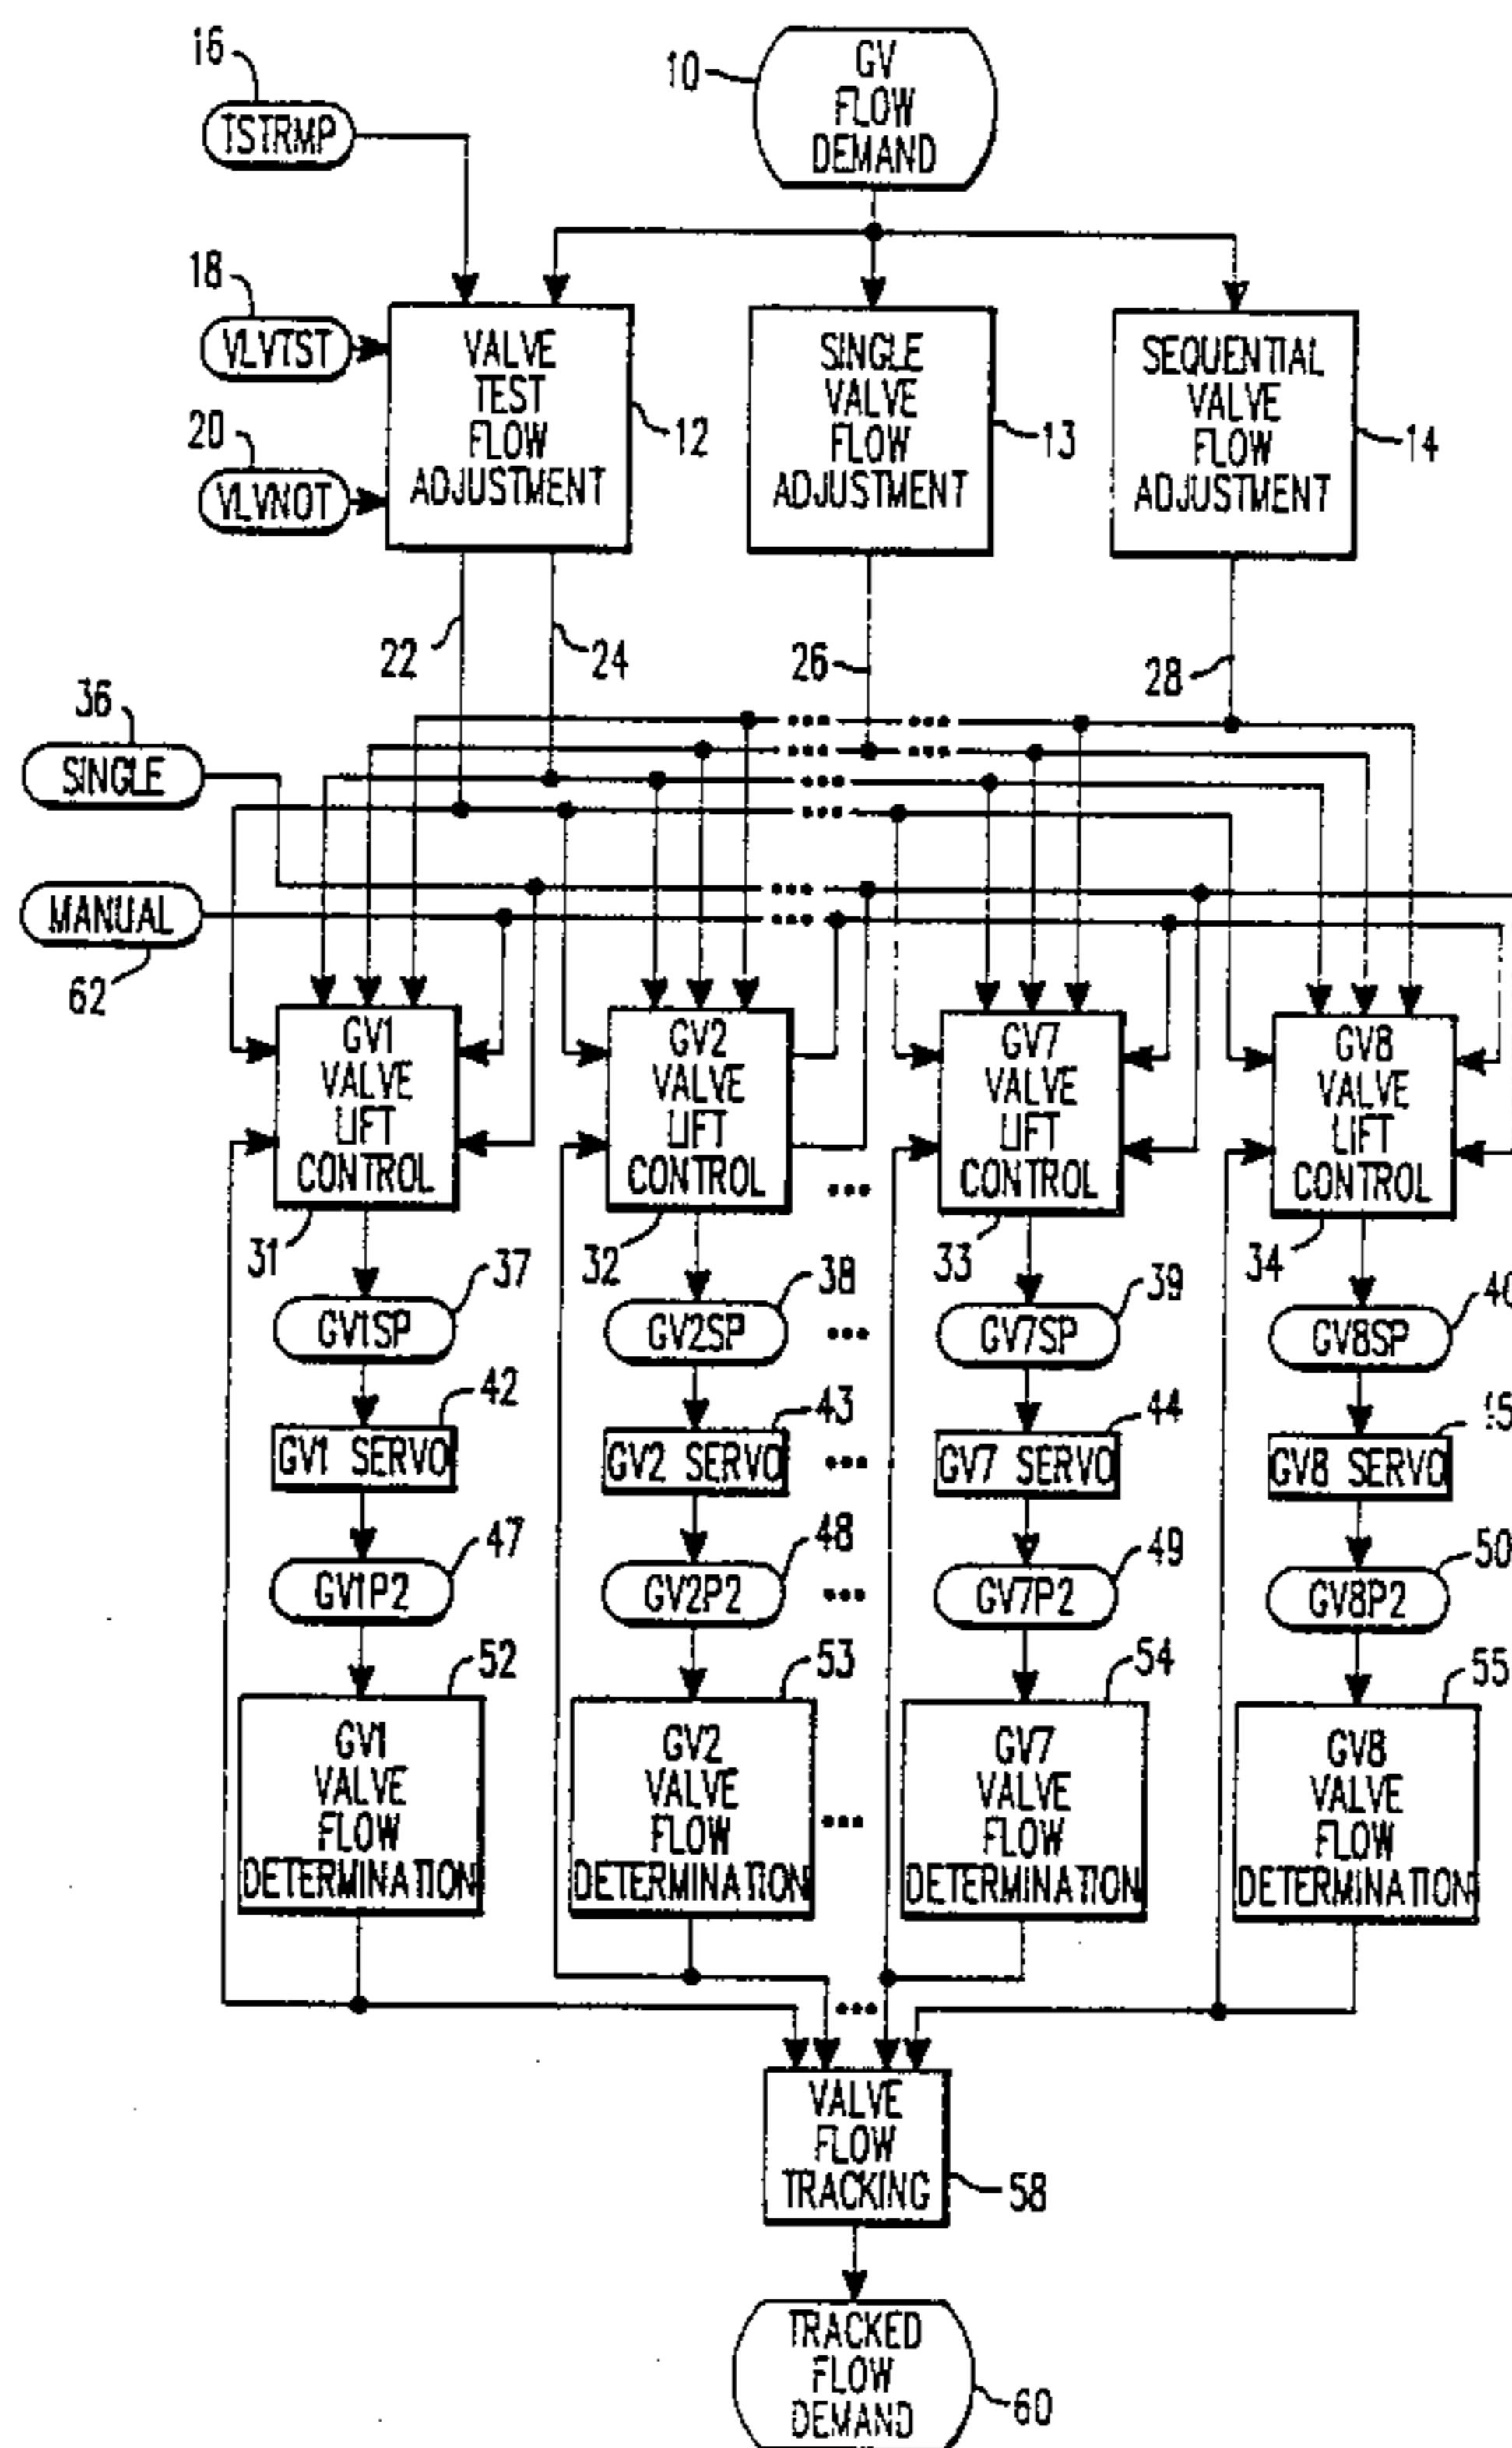 16
TSTRMP
10
GV
FLOW
DEMAND
18
VLVTST
20
VLVNOT
VALVE
TEST
FLOW
ADJUSTMENT
12
SINGLE
VALVE
FLOW
ADJUSTMENT
13
SEQUENTIAL
VALVE
FLOW
ADJUSTMENT
14
22
24
26
28
36
SINGLE
MANUAL
62
GV1
VALVE
LIFT
CONTROL
31
GV2
VALVE
LIFT
CONTROL
32
GV7
VALVE
LIFT
CONTROL
33
GV8
VALVE
LIFT
CONTROL
34
37
GV1SP
38
GV2SP
39
GV7SP
40
GV8SP
42
GV1 SERVO
43
GV2 SERVO
44
GV7 SERVO
GV8 SERVO
47
GV1P2
48
GV2P2
49
GV7P2
50
GV8P2
52
GV1
VALVE
FLOW
DETERMINATION
53
GV2
VALVE
FLOW
DETERMINATION
54
GV7
VALVE
FLOW
DETERMINATION
55
GV8
VALVE
FLOW
DETERMINATION
VALVE
FLOW
TRACKING
58
TRACKED
FLOW
DEMAND
60